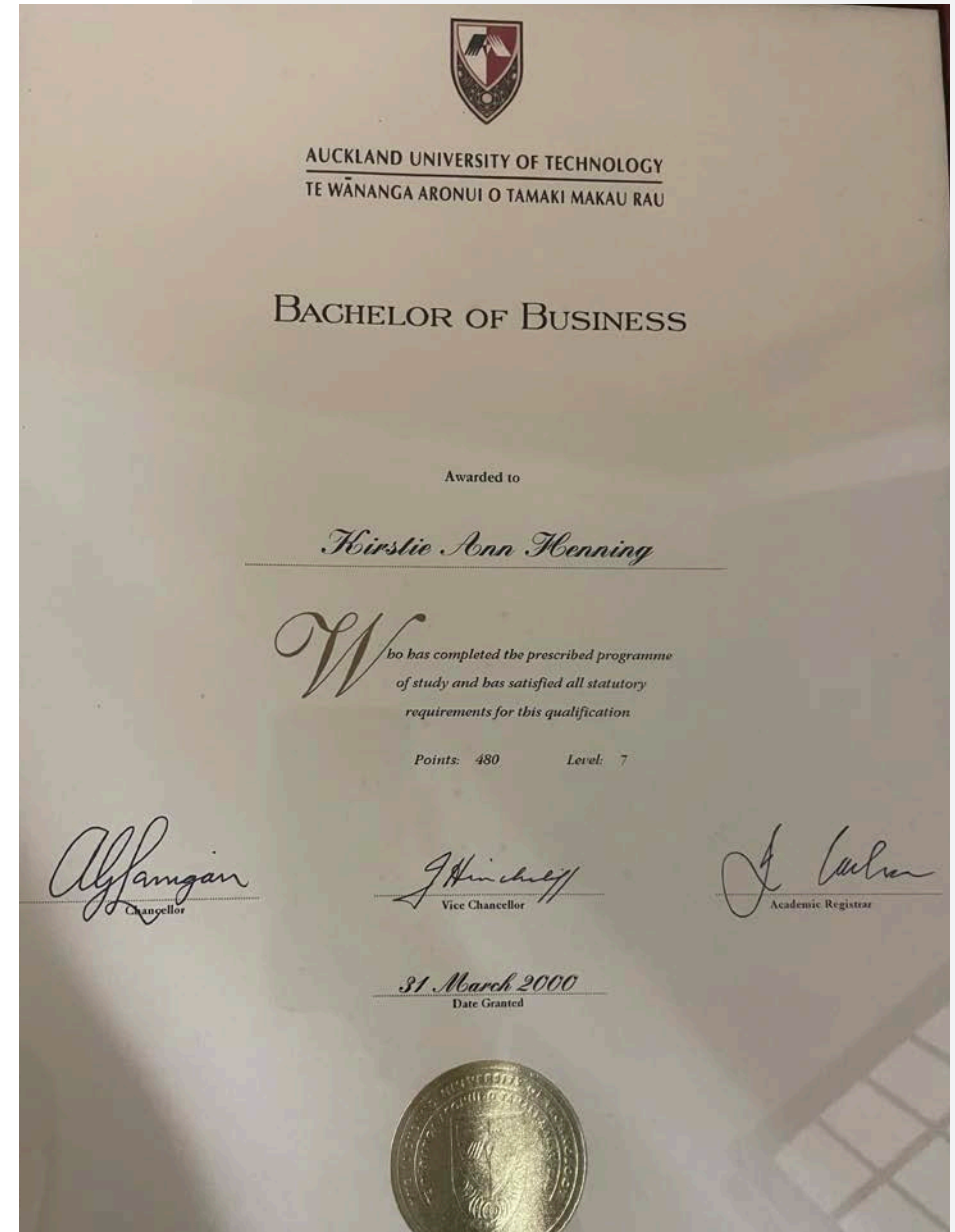 AUCKLAND UNIVERSITY OF TECHNOLOGY
TE WĀNANGA ARONUI O TAMAKI MAKAU RAU
BACHELOR OF BUSINESS
Awarded to
Kirstie Ann Henning
Who has completed the prescribed programme
of study and has satisfied all statutory
requirements for this qualification
Points: 480 Level: 7
Chancellor
Vice Chancellor
Academic Registrar
31 March 2000
Date Granted